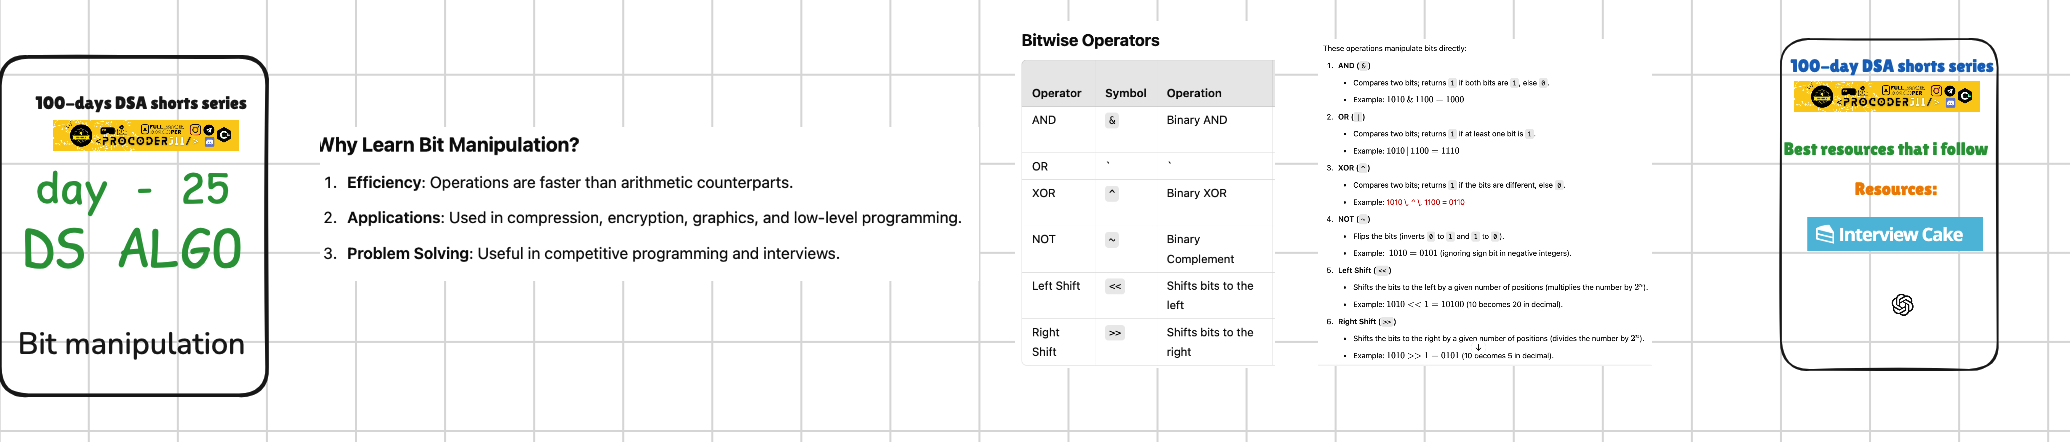 100-days DSA shorts series
<PROCODER
day - 25
DS ALGO
Bit manipulation
Why Learn Bit Manipulation?
1. Efficiency: Operations are faster than arithmetic counterparts.
2. Applications: Used in compression, encryption, graphics, and low-level programming.
3. Problem Solving: Useful in competitive programming and interviews.
Bitwise Operators
Operator Symbol Operation
AND & Binary AND
OR ` `
XOR ^ Binary XOR
NOT ~ Binary
Complement
Left Shift << Shifts bits to the
left
Right >> Shifts bits to the
Shift right
These operations manipulate bits directly:
1. AND (&)
• Compares two bits; returns 1 if both bits are 1, else 0.
• Example: 1010 & 1100 = 1000
2. OR (|)
• Compares two bits; returns 1 if at least one bit is 1.
• Example: 1010 | 1100 = 1110
3. XOR (^)
• Compares two bits; returns 1 if the bits are different, else 0.
• Example: 1010 \, ^ \, 1100 = 0110
4. NOT (~)
• Flips the bits (inverts 0 to 1 and 1 to 0).
• Example: 1010 = 0101 (ignoring sign bit in negative integers).
5. Left Shift (<<)
• Shifts the bits to the left by a given number of positions (multiplies the number by 2ⁿ).
• Example: 1010 << 1 = 10100 (10 becomes 20 in decimal).
6. Right Shift (>>)
• Shifts the bits to the right by a given number of positions (divides the number by 2ⁿ).
• Example: 1010 >> 1 = 0101 (10 becomes 5 in decimal).
100-day DSA shorts series
<PROCODER
Best resources that i follow
Resources:
Interview Cake